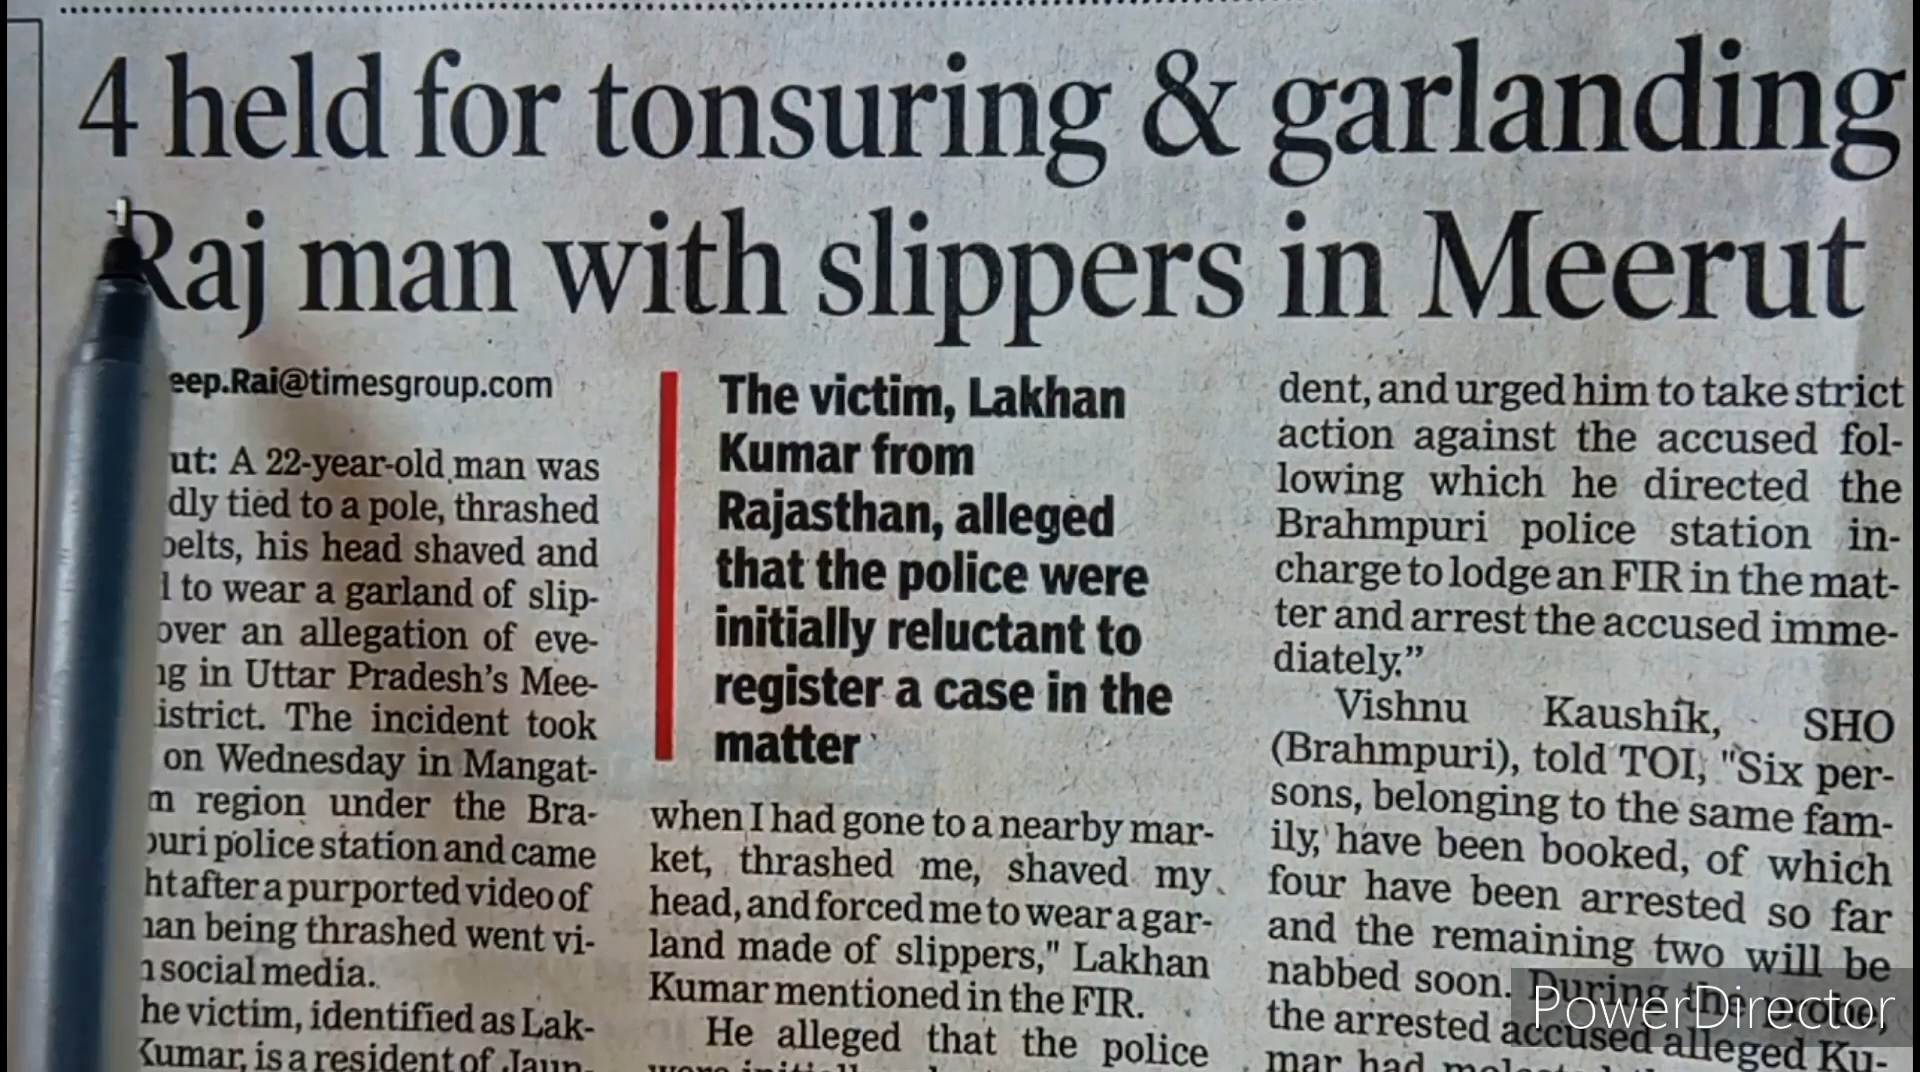 4 held for tonsuring & garlanding
Raj man with slippers in Meerut
eep.Rai@timesgroup.com
ut: A 22-year-old man was
dly tied to a pole, thrashed
belts, his head shaved and
l to wear a garland of slip-
over an allegation of eve-
ng in Uttar Pradesh's Mee-
istrict. The incident took
on Wednesday in Mangat-
m region under the Bra-
puri police station and came
ht after a purported video of
nan being thrashed went vi-
n social media.
he victim, identified as Lak-
Kumar, is a resident of Jaun-
The victim, Lakhan
Kumar from
Rajasthan, alleged
that the police were
initially reluctant to
register a case in the
matter
when I had gone to a nearby mar-
ket, thrashed me, shaved my
head, and forced me to wear a gar-
land made of slippers," Lakhan
Kumar mentioned in the FIR.
He alleged that the police
dent, and urged him to take strict
action against the accused fol-
lowing which he directed the
Brahmpuri police station in-
charge to lodge an FIR in the mat-
ter and arrest the accused imme-
diately.”
Vishnu Kaushik, SHO
(Brahmpuri), told TOI, "Six per-
sons, belonging to the same fam-
ily, have been booked, of which
four have been arrested so far
and the remaining two will be
nabbed soon. During the probe,
the arrested accused alleged Ku-
mar had
PowerDirector